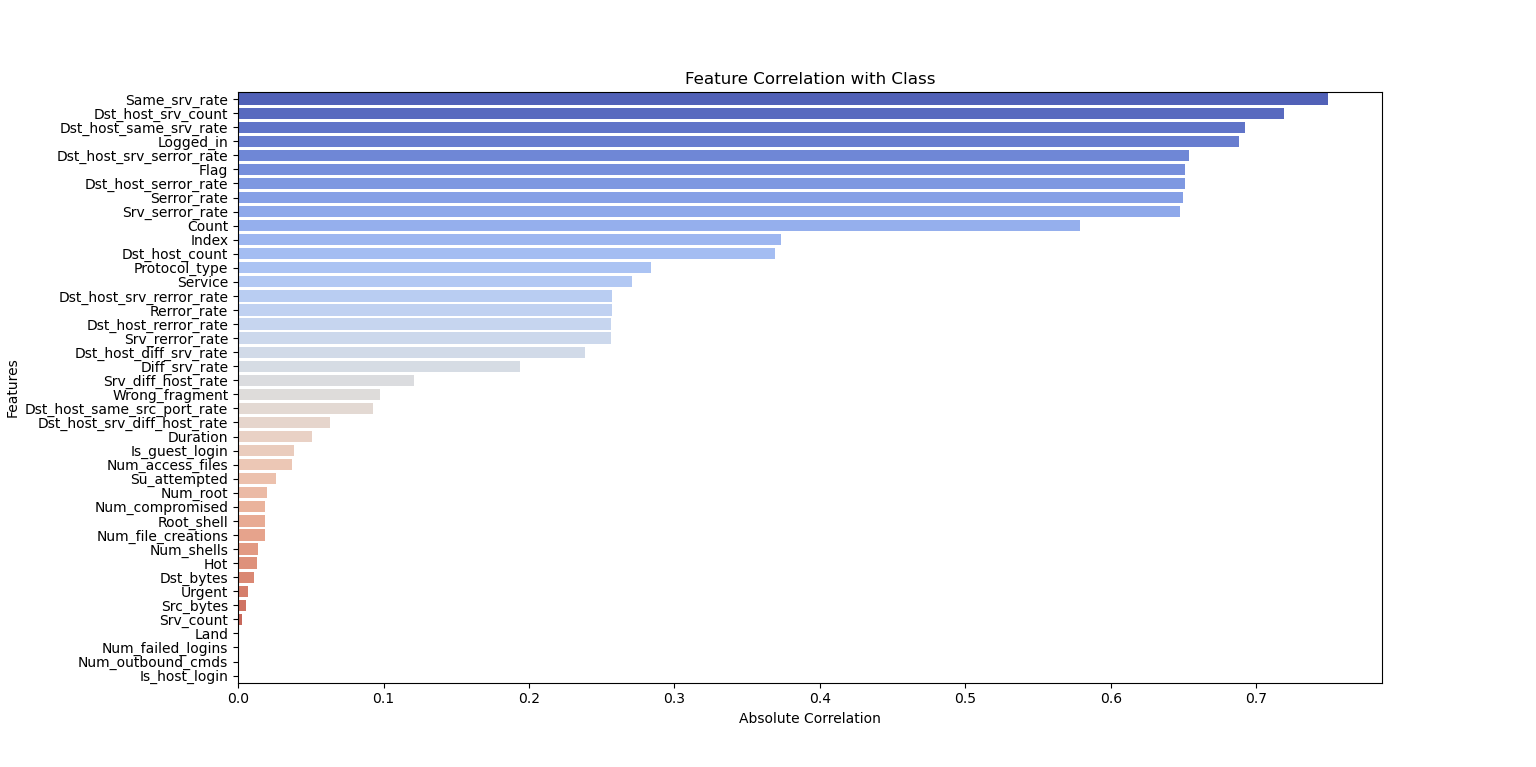 Feature Correlation with Class
Same_srv_rate
Dst_host_srv_count
Dst_host_same_srv_rate
Logged_in
Dst_host_srv_serror_rate
Flag
Dst_host_serror_rate
Serror_rate
Srv_serror_rate
Count
Index
Dst_host_count
Protocol_type
Service
Dst_host_srv_rerror_rate
Rerror_rate
Dst_host_rerror_rate
Srv_rerror_rate
Dst_host_diff_srv_rate
Diff_srv_rate
Srv_diff_host_rate
Wrong_fragment
Dst_host_same_src_port_rate
Dst_host_srv_diff_host_rate
Duration
Is_guest_login
Num_access_files
Su_attempted
Num_root
Num_compromised
Root_shell
Num_file_creations
Num_shells
Hot
Dst_bytes
Urgent
Src_bytes
Srv_count
Land
Num_failed_logins
Num_outbound_cmds
Is_host_login
Features
0.0 0.1 0.2 0.3 0.4 0.5 0.6 0.7
Absolute Correlation